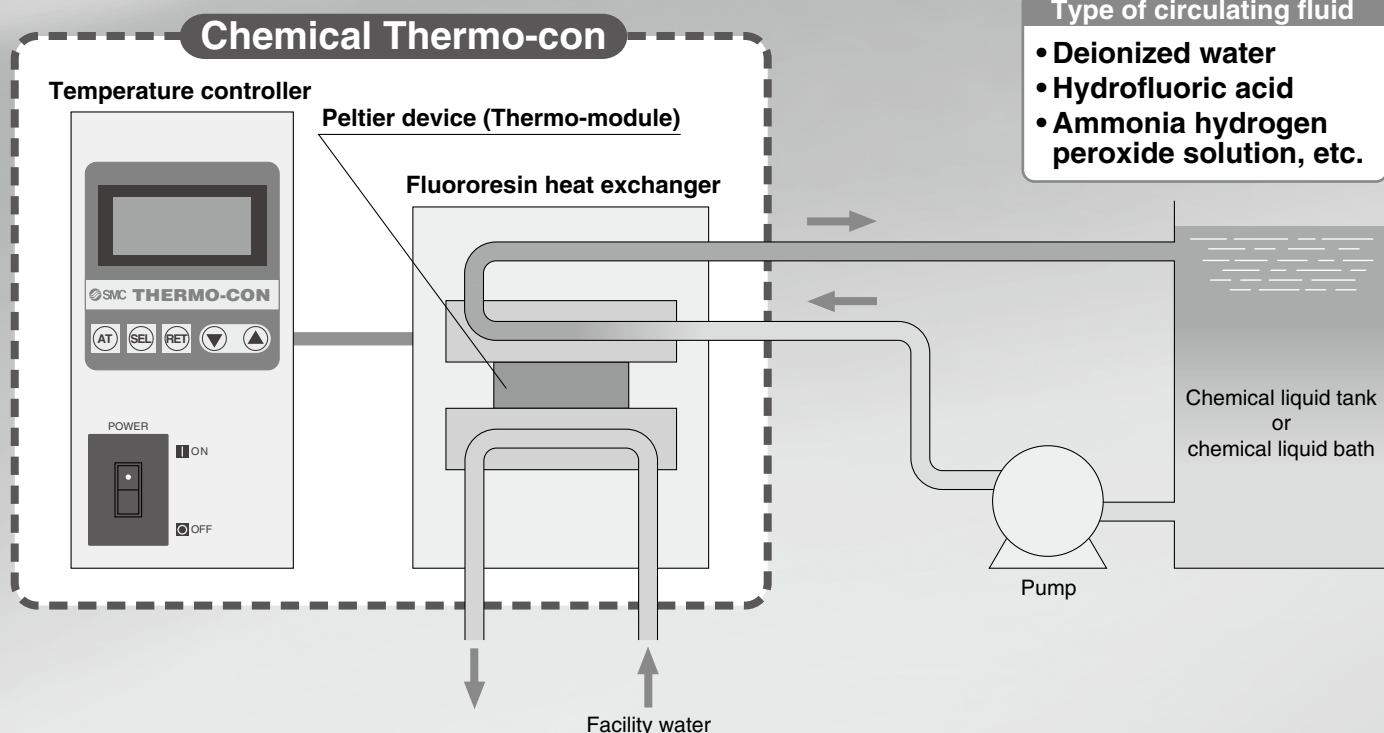 Chemical Thermo-con
Type of circulating fluid
• Deionized water
• Hydrofluoric acid
• Ammonia hydrogen
peroxide solution, etc.
Temperature controller
Peltier device (Thermo-module)
Fluororesin heat exchanger
SMC THERMO-CON
AT SEL RET
POWER
ON
OFF
Chemical liquid tank
or
chemical liquid bath
Pump
Facility water